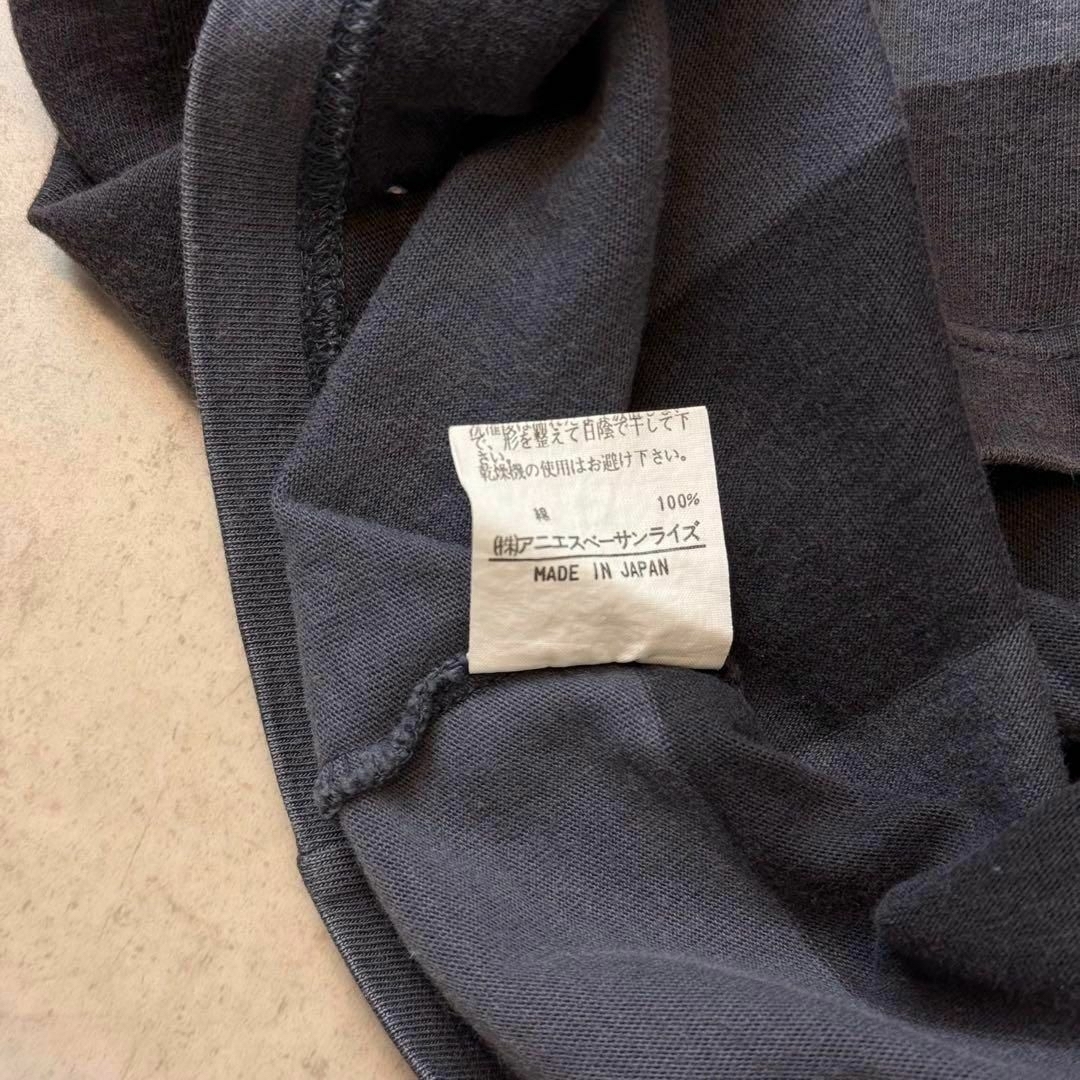 で、形を整えて日陰で干して下
さい。
乾燥機の使用はお避け下さい。
綿 100%
(株)アニエスベーサンライズ
MADE IN JAPAN